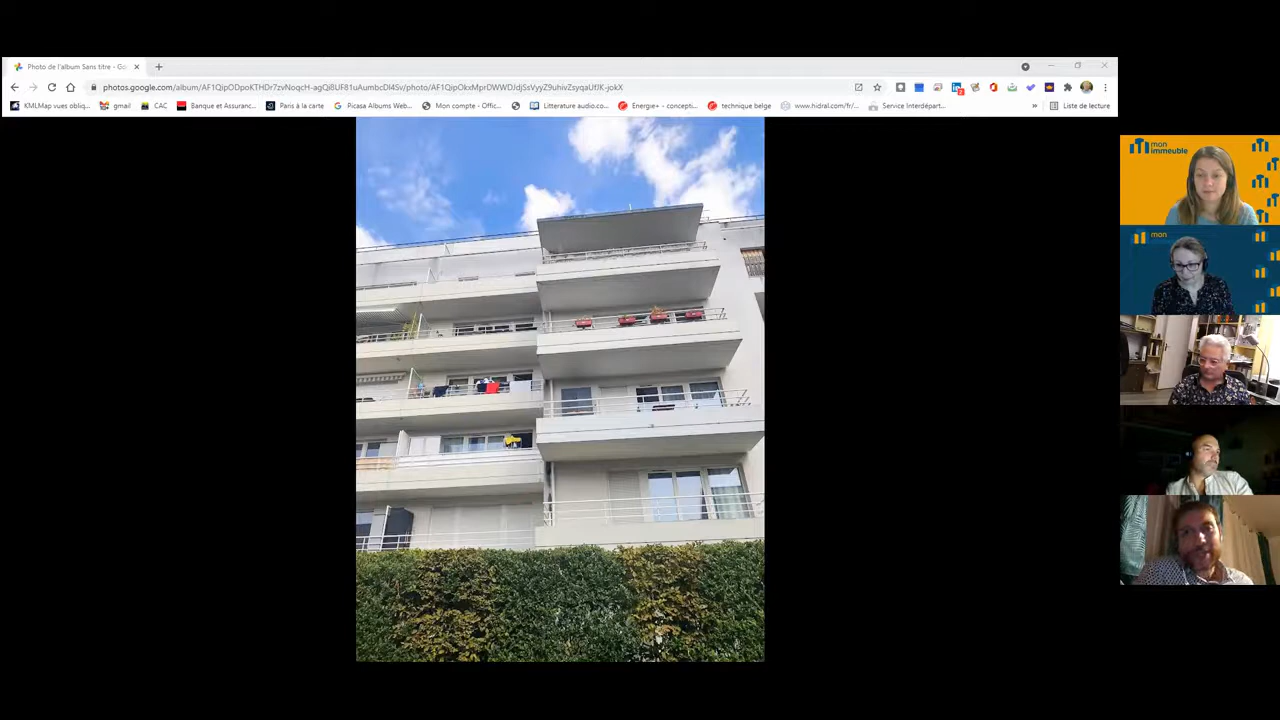 Photo de l'album Sans titre - Go
photos.google.com/album/AF1QipODpoKTHDr7zvNoqcH-agQi8UF81uAumbcDl4Sv/photo/AF1QipOkxMprDWWDJdjSsVyyZ9uhivZsyqaUfJK-jokX
KMLMap vues obliq... gmail CAC Banque et Assuranc... Paris à la carte Picasa Albums Web... Mon compte - Offic... Litterature audio.co... Energie+ - concepti... technique belge www.hidral.com/fr/... Service Interdépart... » Liste de lecture
mon
immeuble
mon